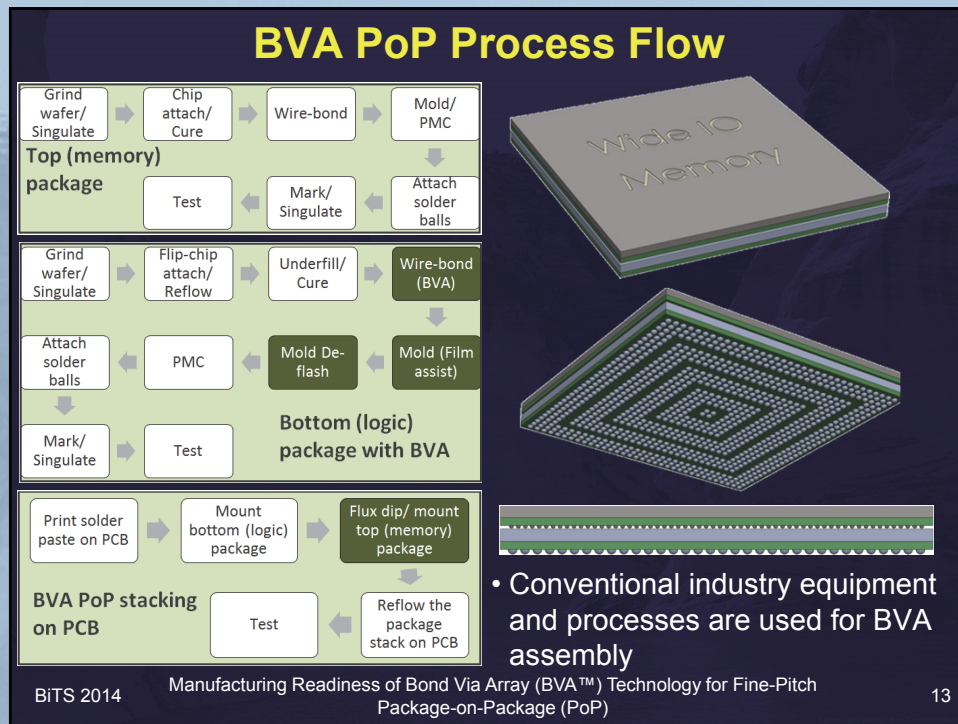 BVA PoP Process Flow
Grind
wafer/
Singulate
Chip
attach/
Cure
Wire-bond
Mold/
PMC
Top (memory)
package
Test
Mark/
Singulate
Attach
solder
balls
Grind
wafer/
Singulate
Flip-chip
attach/
Reflow
Underfill/
Cure
Wire-bond
(BVA)
Attach
solder
balls
PMC
Mold De-
flash
Mold (Film
assist)
Mark/
Singulate
Test
Bottom (logic)
package with BVA
Print solder
paste on PCB
Mount
bottom (logic)
package
Flux dip/ mount
top (memory)
package
BVA PoP stacking
on PCB
Test
Reflow the
package
stack on PCB
Wide IO
Memory
• Conventional industry equipment
and processes are used for BVA
assembly
BiTS 2014
Manufacturing Readiness of Bond Via Array (BVA™) Technology for Fine-Pitch
Package-on-Package (PoP)
13